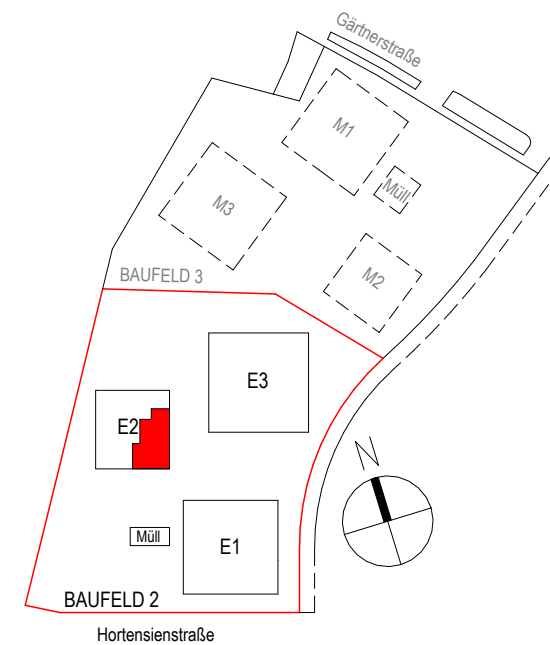 Gärtnerstraße
M1
Müll
M3
M2
BAUFELD 3
E3
E2
N
Müll
E1
BAUFELD 2
Hortensienstraße